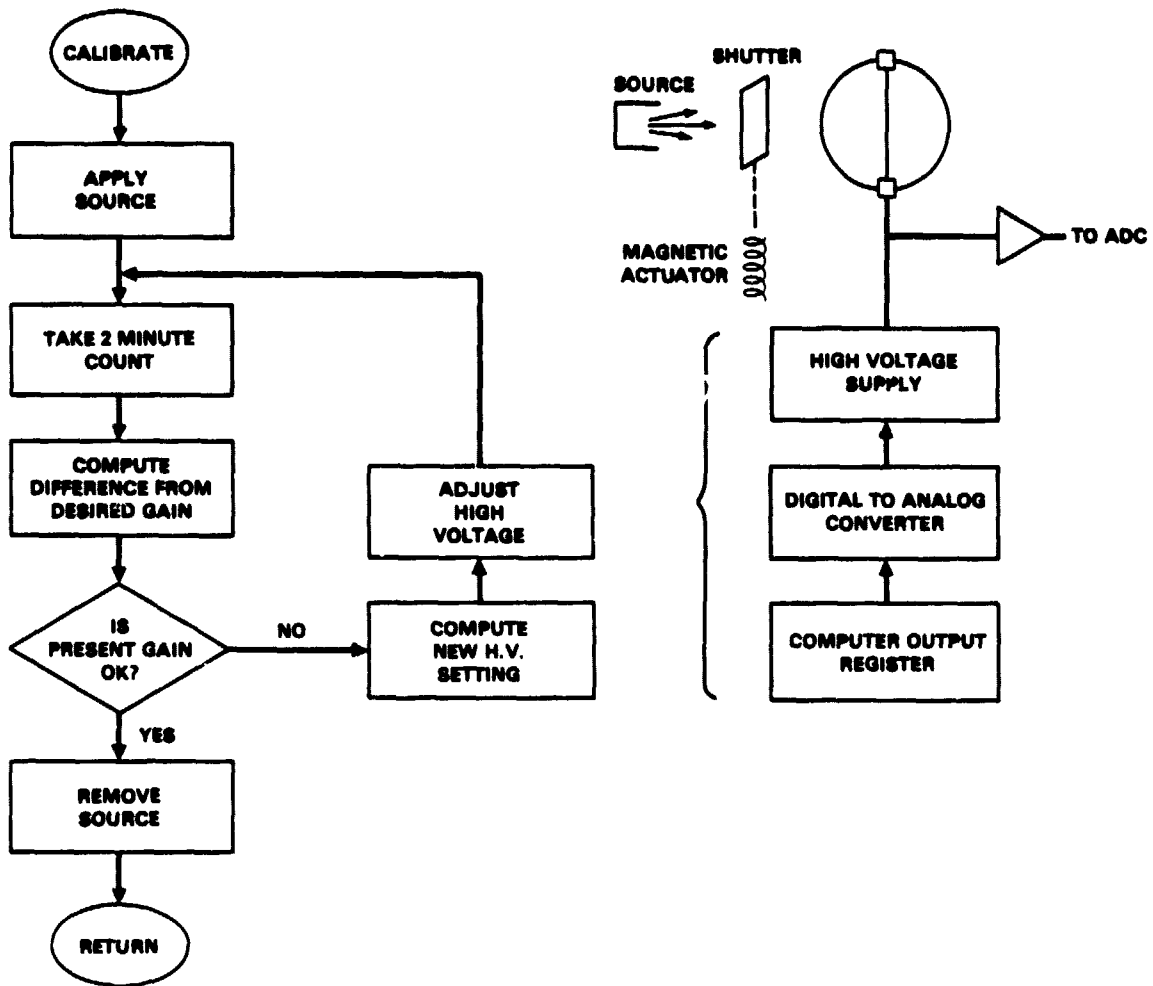 CALIBRATE
APPLY
SOURCE
TAKE 2 MINUTE
COUNT
COMPUTE
DIFFERENCE FROM
DESIRED GAIN
IS
PRESENT GAIN
OK?
NO
YES
REMOVE
SOURCE
RETURN
ADJUST
HIGH
VOLTAGE
COMPUTE
NEW H.V.
SETTING
SOURCE
SHUTTER
MAGNETIC
ACTUATOR
TO ADC
HIGH VOLTAGE
SUPPLY
DIGITAL TO ANALOG
CONVERTER
COMPUTER OUTPUT
REGISTER